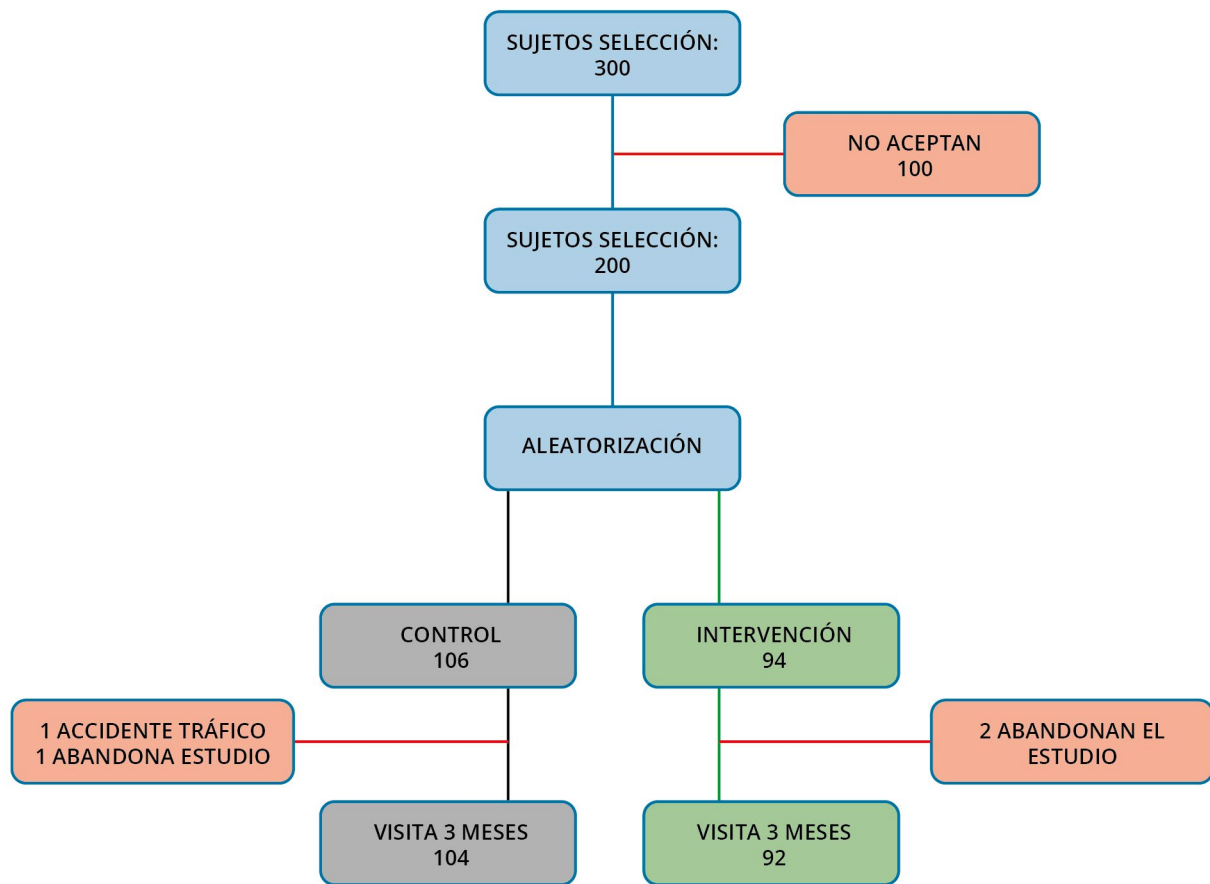 SUJETOS SELECCIÓN:
300
NO ACEPTAN
100
SUJETOS SELECCIÓN:
200
ALEATORIZACIÓN
CONTROL
106
INTERVENCIÓN
94
1 ACCIDENTE TRÁFICO
1 ABANDONA ESTUDIO
2 ABANDONAN EL
ESTUDIO
VISITA 3 MESES
104
VISITA 3 MESES
92